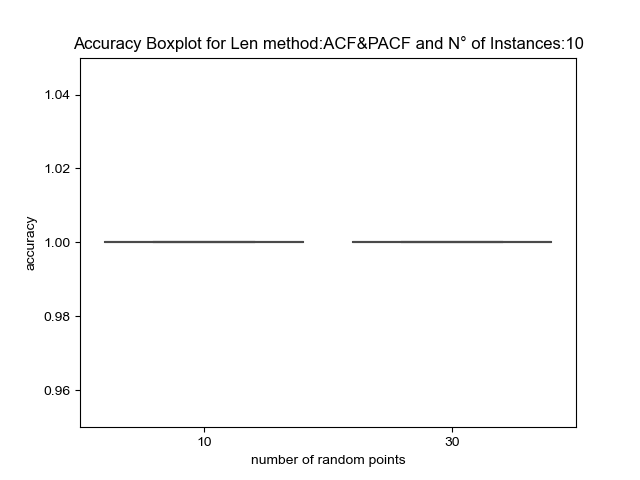 Accuracy Boxplot for Len method:ACF&PACF and N° of Instances:10
1.04
1.02
1.00
0.98
0.96
accuracy
10 30
number of random points